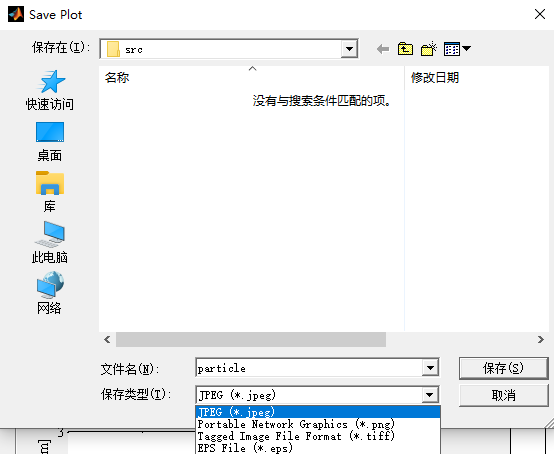 Save Plot
保存在(I):
src
名称
修改日期
没有与搜索条件匹配的项。
快速访问
桌面
库
此电脑
网络
文件名(N):
particle
保存(S)
保存类型(T):
JPEG (*.jpeg)
取消
JPEG (*.jpeg)
Portable Network Graphics (*.png)
Tagged Image File Format (*.tiff)
EPS File (*.eps)
3